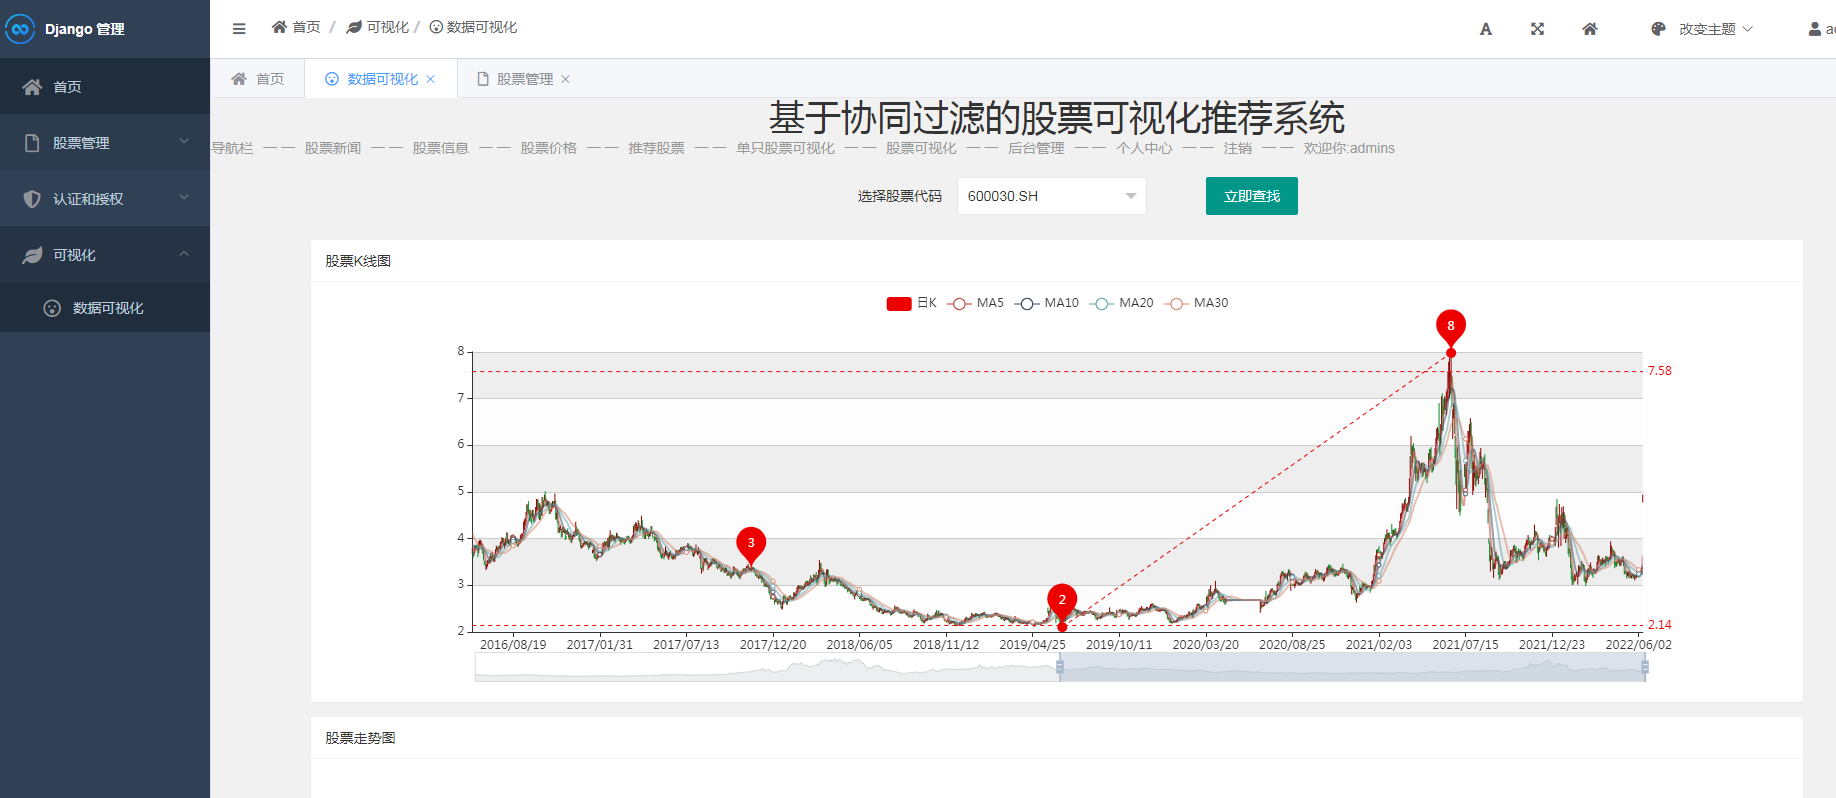 Django 管理
首页 / 可视化 / 数据可视化
A
改变主题
首页
股票管理
认证和授权
可视化
数据可视化
首页 数据可视化 × 股票管理 ×
基于协同过滤的股票可视化推荐系统
导航栏 — — 股票新闻 — — 股票信息 — — 股票价格 — — 推荐股票 — — 单只股票可视化 — — 股票可视化 — — 后台管理 — — 个人中心 — — 注销 — — 欢迎你:admins
选择股票代码 600030.SH 立即查找
股票K线图
日K MA5 MA10 MA20 MA30
8
8
7.58
7
6
5
4
3
3
2
2.14
2
2016/08/19 2017/01/31 2017/07/13 2017/12/20 2018/06/05 2018/11/12 2019/04/25 2019/10/11 2020/03/20 2020/08/25 2021/02/03 2021/07/15 2021/12/23 2022/06/02
股票走势图